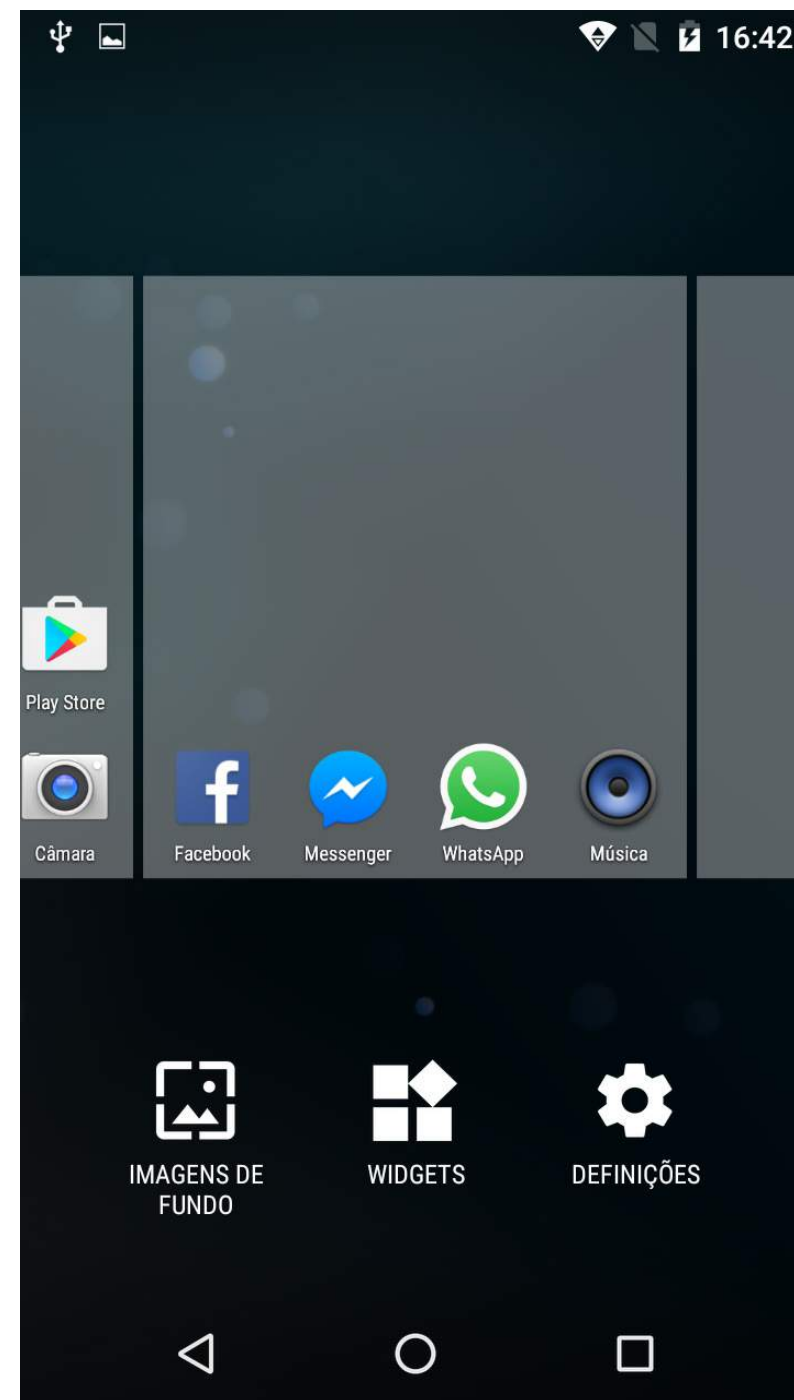 16:42
Play Store
Câmara
Facebook
Messenger
WhatsApp
Música
IMAGENS DE
FUNDO
WIDGETS
DEFINIÇÕES